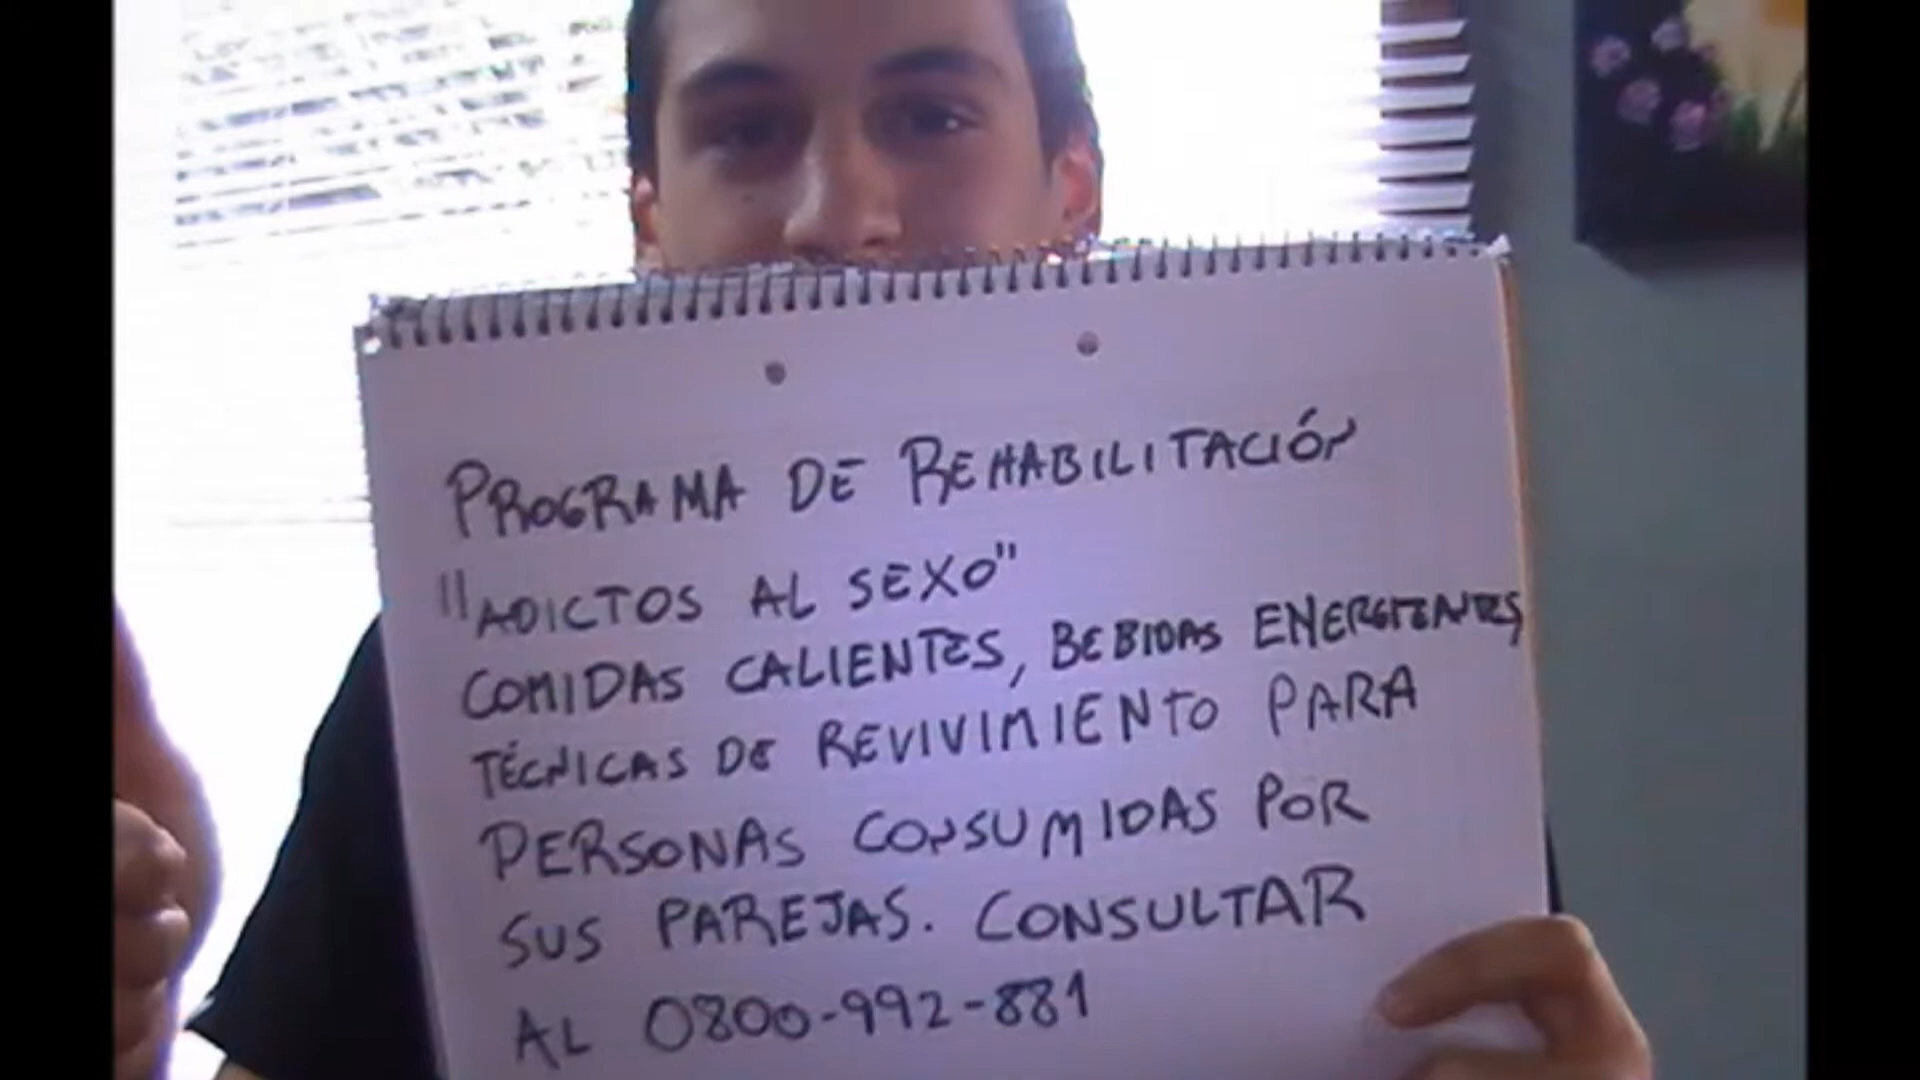 PROGRAMA DE REHABILITACIÓN
"ADICTOS AL SEXO"
COMIDAS CALIENTES, BEBIDAS ENERGIZANTES,
TÉCNICAS DE REVIVIMIENTO PARA
PERSONAS CONSUMIDAS POR
SUS PAREJAS. CONSULTAR
AL 0800-992-881